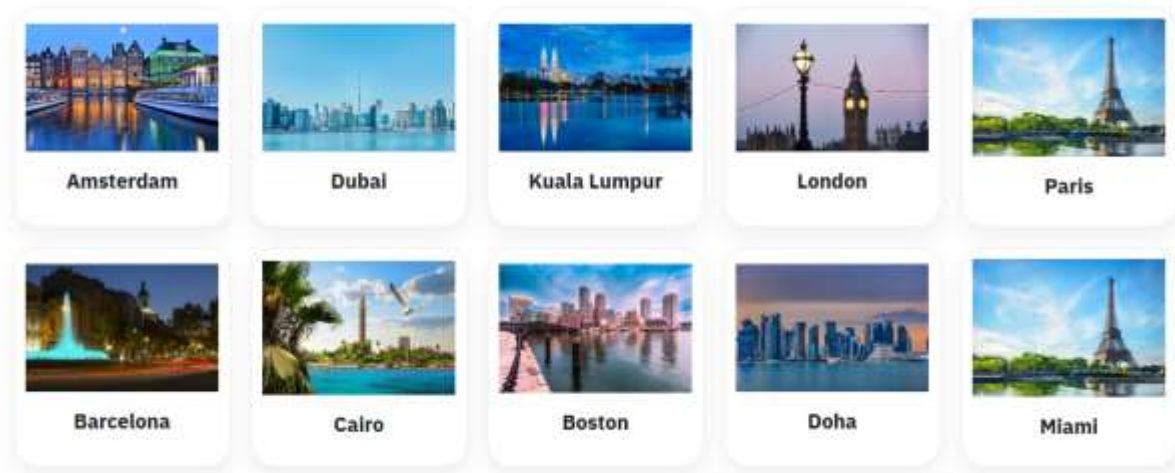 Amsterdam
Dubai
Kuala Lumpur
London
Paris
Barcelona
Cairo
Boston
Doha
Miami